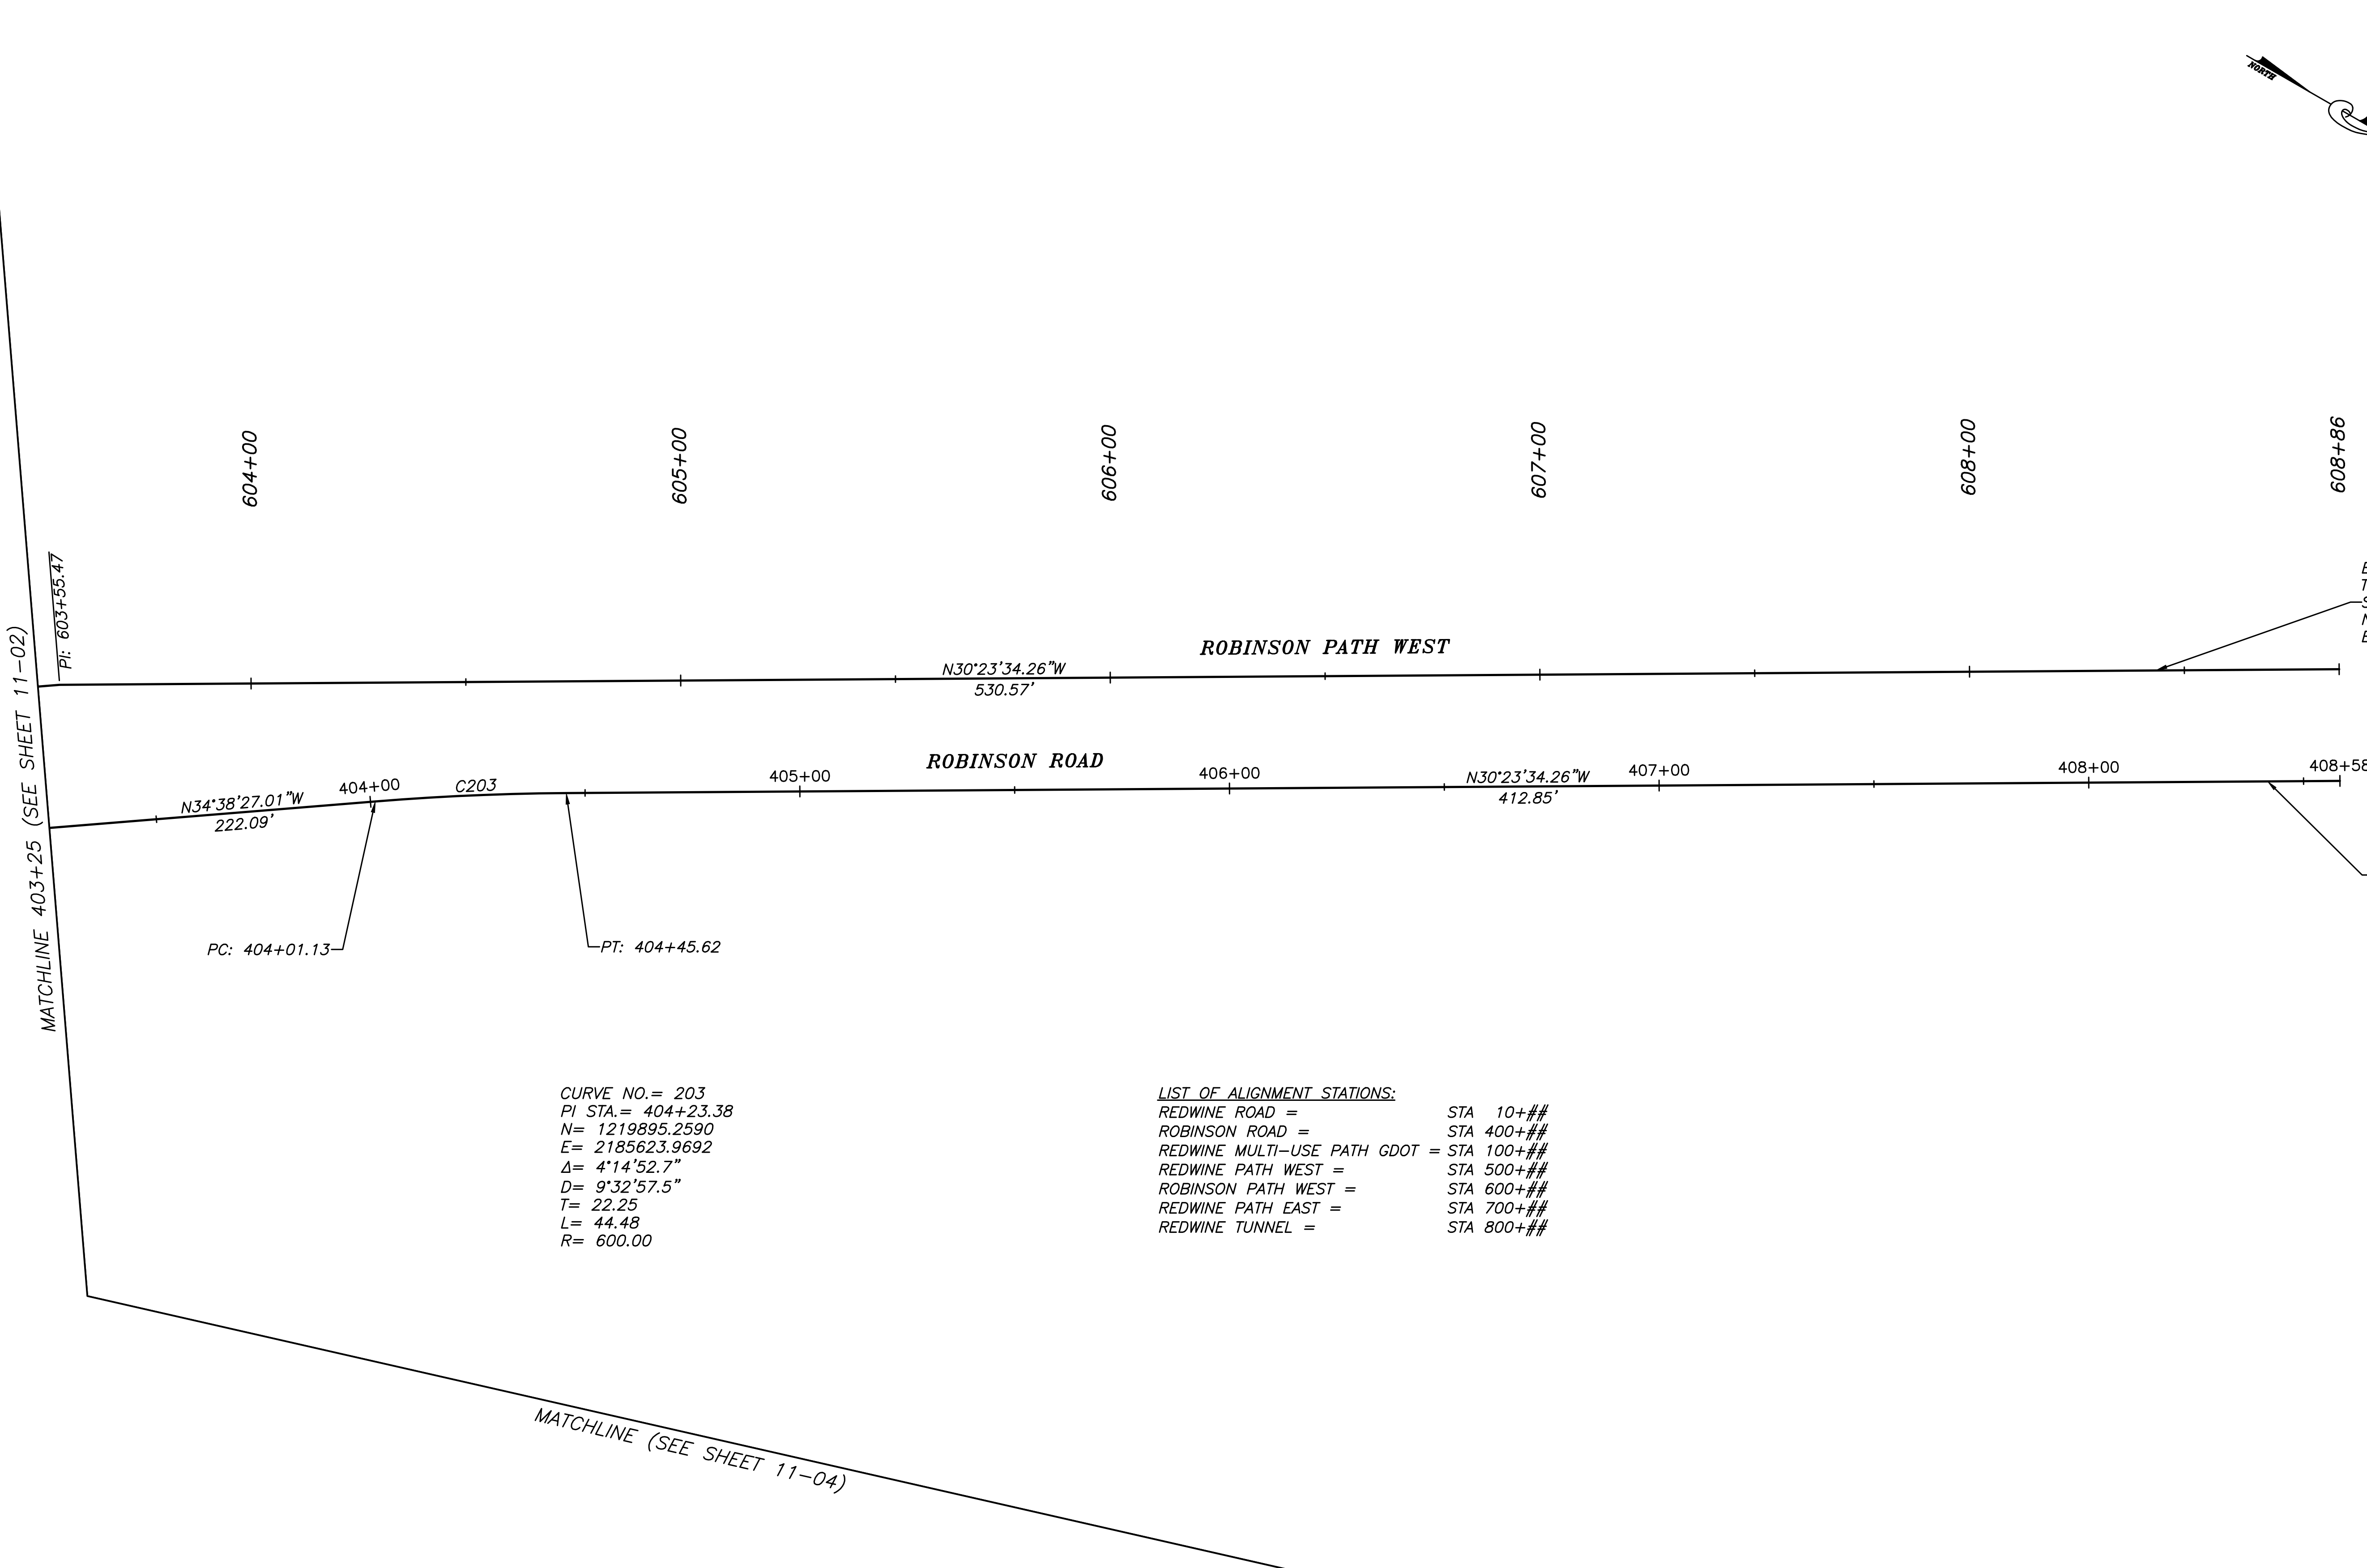 NORTH
604+00
605+00
606+00
607+00
608+00
608+86
PI: 603+55.47
ROBINSON PATH WEST
N30°23'34.26"W
530.57'
ROBINSON ROAD
404+00
C203
405+00
406+00
N30°23'34.26"W
412.85'
407+00
408+00
408+58
N34°38'27.01"W
222.09'
MATCHLINE 403+25 (SEE SHEET 11-02)
PC: 404+01.13
PT: 404+45.62
CURVE NO.= 203
PI STA.= 404+23.38
N= 1219895.2590
E= 2185623.9692
Δ= 4°14'52.7"
D= 9°32'57.5"
T= 22.25
L= 44.48
R= 600.00
LIST OF ALIGNMENT STATIONS:
REDWINE ROAD = STA 10+##
ROBINSON ROAD = STA 400+##
REDWINE MULTI-USE PATH GDOT = STA 100+##
REDWINE PATH WEST = STA 500+##
ROBINSON PATH WEST = STA 600+##
REDWINE PATH EAST = STA 700+##
REDWINE TUNNEL = STA 800+##
MATCHLINE (SEE SHEET 11-04)